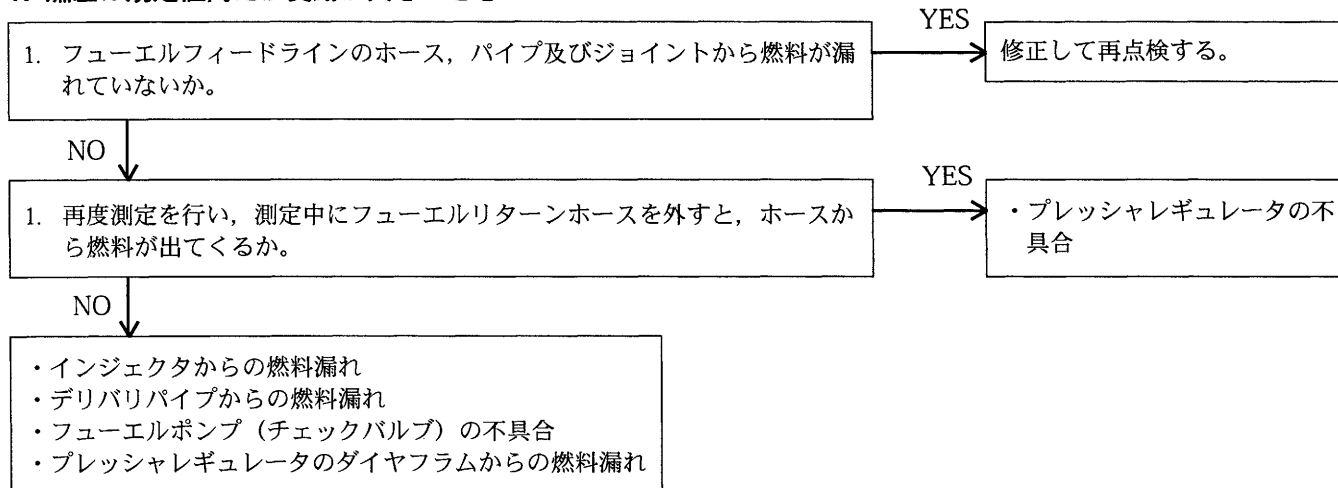 1. フューエルフィードラインのホース，パイプ及びジョイントから燃料が漏
れていないか。
YES
修正して再点検する。
NO
1. 再度測定を行い，測定中にフューエルリターンホースを外すと，ホースか
ら燃料が出てくるか。
YES
・プレッシャレギュレータの不
具合
NO
・インジェクタからの燃料漏れ
・デリバリパイプからの燃料漏れ
・フューエルポンプ（チェックバルブ）の不具合
・プレッシャレギュレータのダイヤフラムからの燃料漏れ